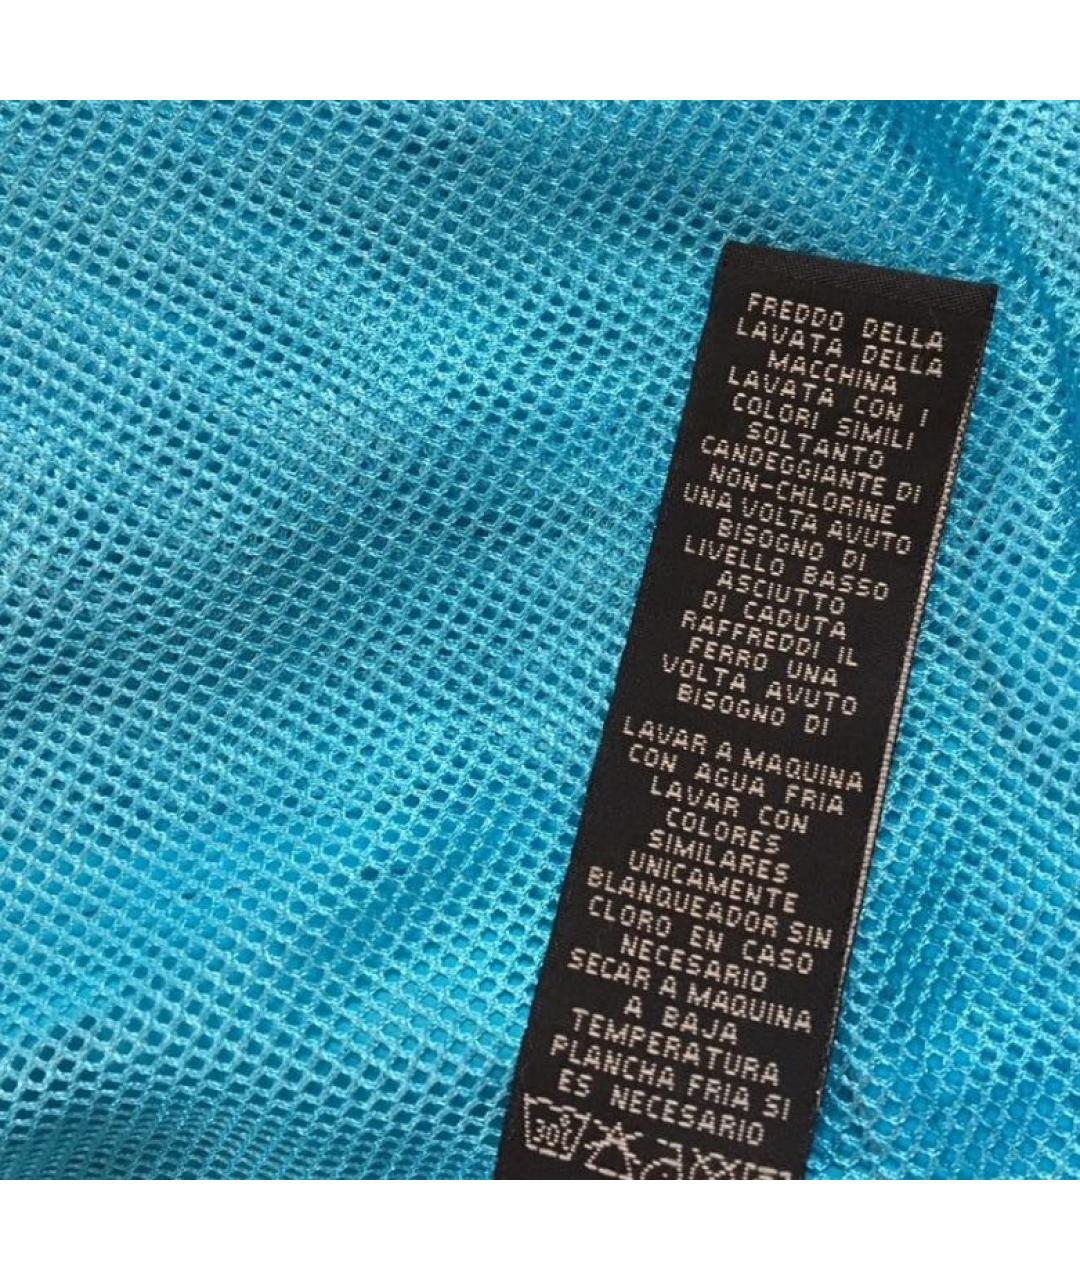 FREDDO DELLA
LAVATA DELLA
MACCHINA
LAVATA CON I
COLORI SIMILI
SOLTANTO
CANDEGGIANTE DI
NON-CHLORINE
UNA VOLTA AVUTO
BISOGNO DI
LIVELLO BASSO
ASCIUTTO
DI CADUTA
RAFFREDDI IL
FERRO UNA
VOLTA AVUTO
BISOGNO DI
LAVAR A MAQUINA
CON AGUA FRIA
LAVAR CON
COLORES
SIMILARES
UNICAMENTE
BLANQUEADOR SIN
CLORO EN CASO
NECESARIO
SECAR A MAQUINA
A BAJA
TEMPERATURA
PLANCHA FRIA SI
ES NECESARIO
30